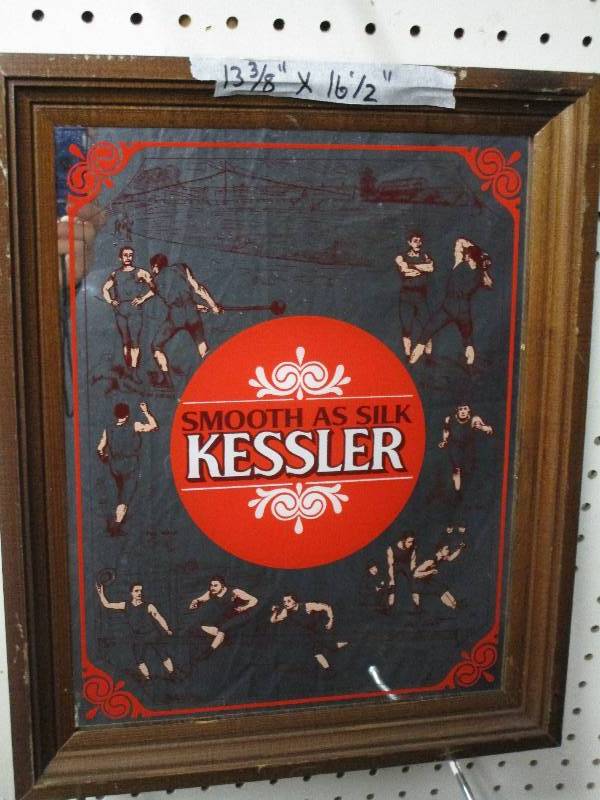 13 3/8" X 16 1/2"
SMOOTH AS SILK
KESSLER